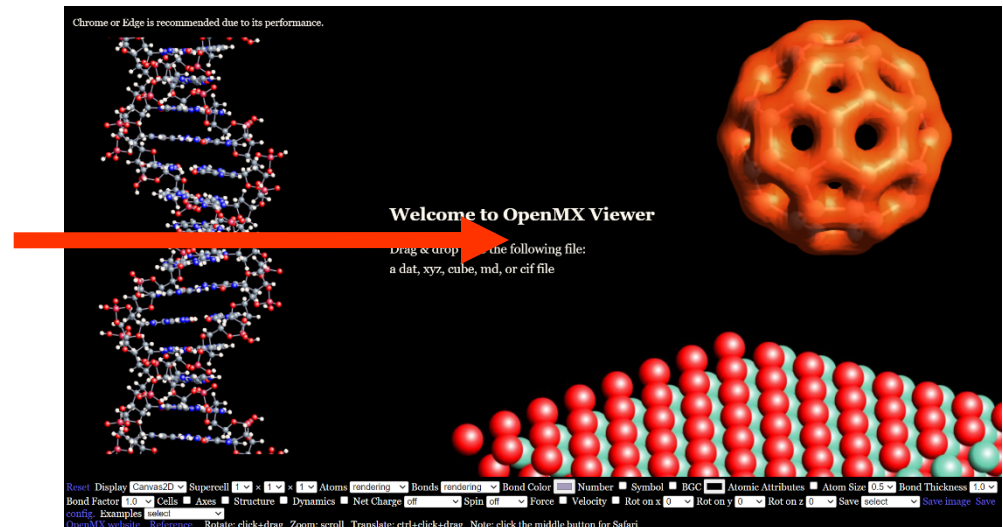 Chrome or Edge is recommended due to its performance.
Welcome to OpenMX Viewer
Drag & drop the following file:
a dat, xyz, cube, md, or cif file
Reset Display Canvas2D Supercell 1 × 1 × 1 Atoms rendering Bonds rendering Bond Color Number Symbol BGC Atomic Attributes Atom Size 0.5 Bond Thickness 1.0
Bond Factor 1.0 Cells Axes Structure Dynamics Net Charge off Spin off Force Velocity Rot on x 0 Rot on y 0 Rot on z 0 Save select Save image Save
config. Examples select
OpenMX website Reference Rotate: click+drag Zoom: scroll Translate: ctrl+click+drag Note: click the middle button for Safari